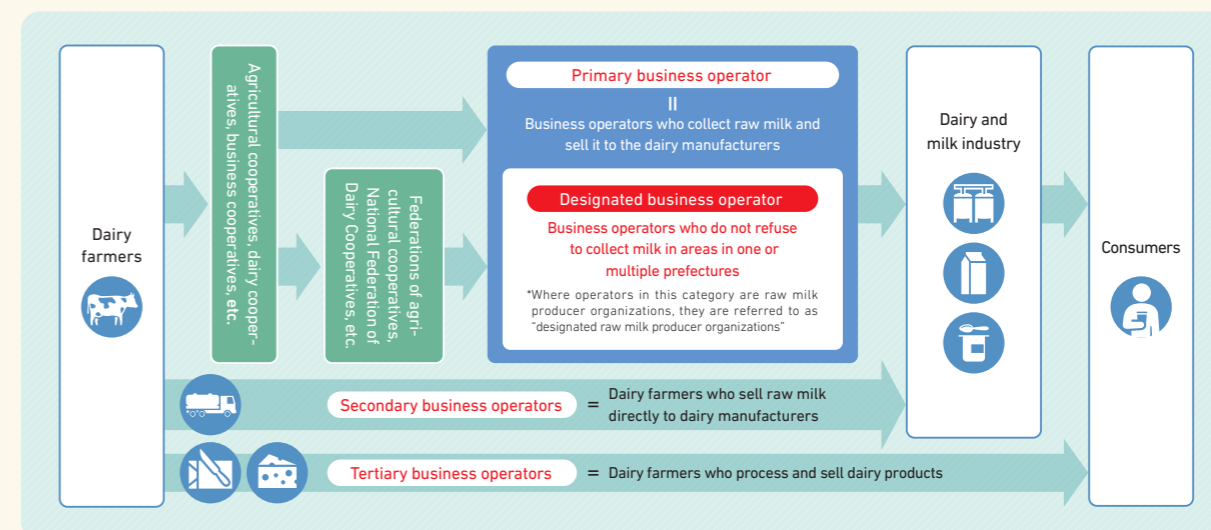 Dairy
farmers
Agricultural cooperatives, dairy cooper-
atives, business cooperatives, etc.
Federations of agri-
cultural cooperatives,
National Federation of
Dairy Cooperatives, etc.
Primary business operator
=
Business operators who collect raw milk and
sell it to the dairy manufacturers
Designated business operator
Business operators who do not refuse
to collect milk in areas in one or
multiple prefectures
*Where operators in this category are raw milk
producer organizations, they are referred to as
“designated raw milk producer organizations”
Dairy and
milk industry
Consumers
Secondary business operators = Dairy farmers who sell raw milk
directly to dairy manufacturers
Tertiary business operators = Dairy farmers who process and sell dairy products